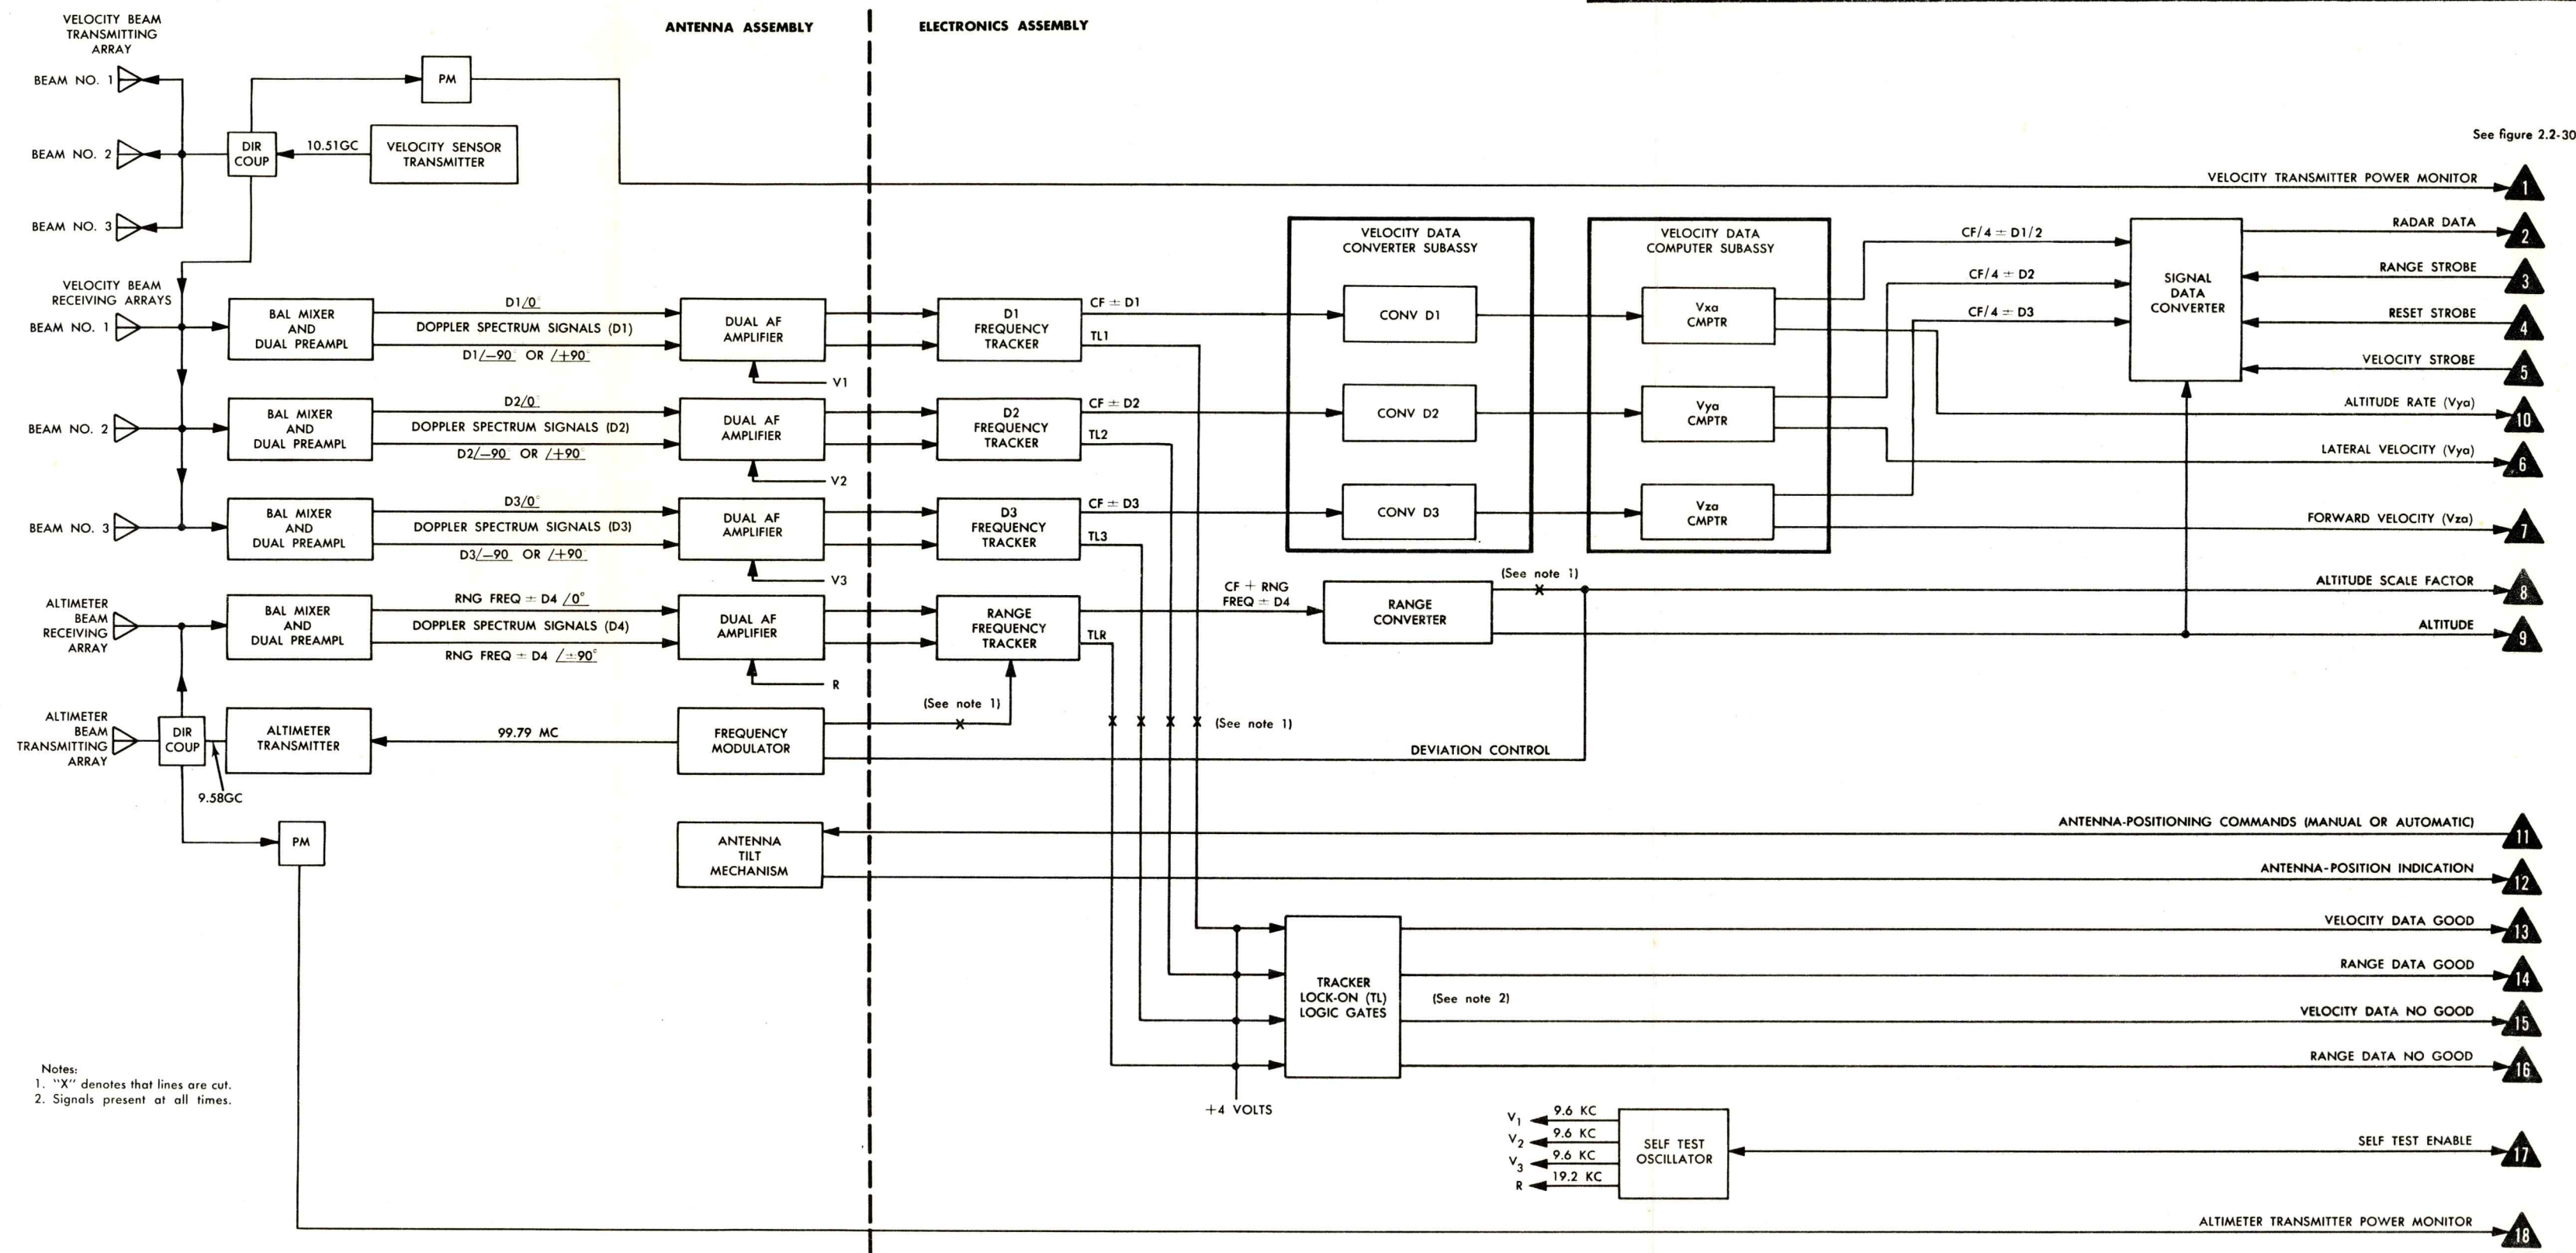 VELOCITY BEAM
TRANSMITTING
ARRAY
ANTENNA ASSEMBLY
ELECTRONICS ASSEMBLY
BEAM NO. 1
BEAM NO. 2
BEAM NO. 3
PM
DIR
COUP
10.51GC
VELOCITY SENSOR
TRANSMITTER
See figure 2.2-30
VELOCITY TRANSMITTER POWER MONITOR
1
VELOCITY BEAM
RECEIVING ARRAYS
BEAM NO. 1
BAL MIXER
AND
DUAL PREAMPL
D1/0°
DOPPLER SPECTRUM SIGNALS (D1)
D1/−90° OR /+90°
DUAL AF
AMPLIFIER
V1
D1
FREQUENCY
TRACKER
CF ± D1
TL1
VELOCITY DATA
CONVERTER SUBASSY
CONV D1
VELOCITY DATA
COMPUTER SUBASSY
Vxa
CMPTR
CF/4 ± D1/2
CF/4 ± D2
CF/4 ± D3
SIGNAL
DATA
CONVERTER
RADAR DATA
2
RANGE STROBE
3
RESET STROBE
4
VELOCITY STROBE
5
BEAM NO. 2
BAL MIXER
AND
DUAL PREAMPL
D2/0°
DOPPLER SPECTRUM SIGNALS (D2)
D2/−90° OR /+90°
DUAL AF
AMPLIFIER
V2
D2
FREQUENCY
TRACKER
CF ± D2
TL2
CONV D2
Vya
CMPTR
ALTITUDE RATE (Vya)
10
LATERAL VELOCITY (Vya)
6
BEAM NO. 3
BAL MIXER
AND
DUAL PREAMPL
D3/0°
DOPPLER SPECTRUM SIGNALS (D3)
D3/−90° OR /+90°
DUAL AF
AMPLIFIER
V3
D3
FREQUENCY
TRACKER
CF ± D3
TL3
CONV D3
Vza
CMPTR
FORWARD VELOCITY (Vza)
7
ALTIMETER
BEAM
RECEIVING
ARRAY
BAL MIXER
AND
DUAL PREAMPL
RNG FREQ ± D4 /0°
DOPPLER SPECTRUM SIGNALS (D4)
RNG FREQ ± D4 /±90°
DUAL AF
AMPLIFIER
R
RANGE
FREQUENCY
TRACKER
TLR
CF + RNG
FREQ ± D4
RANGE
CONVERTER
(See note 1)
X
ALTITUDE SCALE FACTOR
8
ALTITUDE
9
ALTIMETER
BEAM
TRANSMITTING
ARRAY
DIR
COUP
9.58GC
ALTIMETER
TRANSMITTER
99.79 MC
FREQUENCY
MODULATOR
(See note 1)
X
X X X X
(See note 1)
DEVIATION CONTROL
PM
ANTENNA
TILT
MECHANISM
ANTENNA-POSITIONING COMMANDS (MANUAL OR AUTOMATIC)
11
ANTENNA-POSITION INDICATION
12
TRACKER
LOCK-ON (TL)
LOGIC GATES
(See note 2)
VELOCITY DATA GOOD
13
RANGE DATA GOOD
14
VELOCITY DATA NO GOOD
15
RANGE DATA NO GOOD
16
+4 VOLTS
Notes:
1. "X" denotes that lines are cut.
2. Signals present at all times.
V1
9.6 KC
V2
9.6 KC
V3
9.6 KC
R
19.2 KC
SELF TEST
OSCILLATOR
SELF TEST ENABLE
17
ALTIMETER TRANSMITTER POWER MONITOR
18